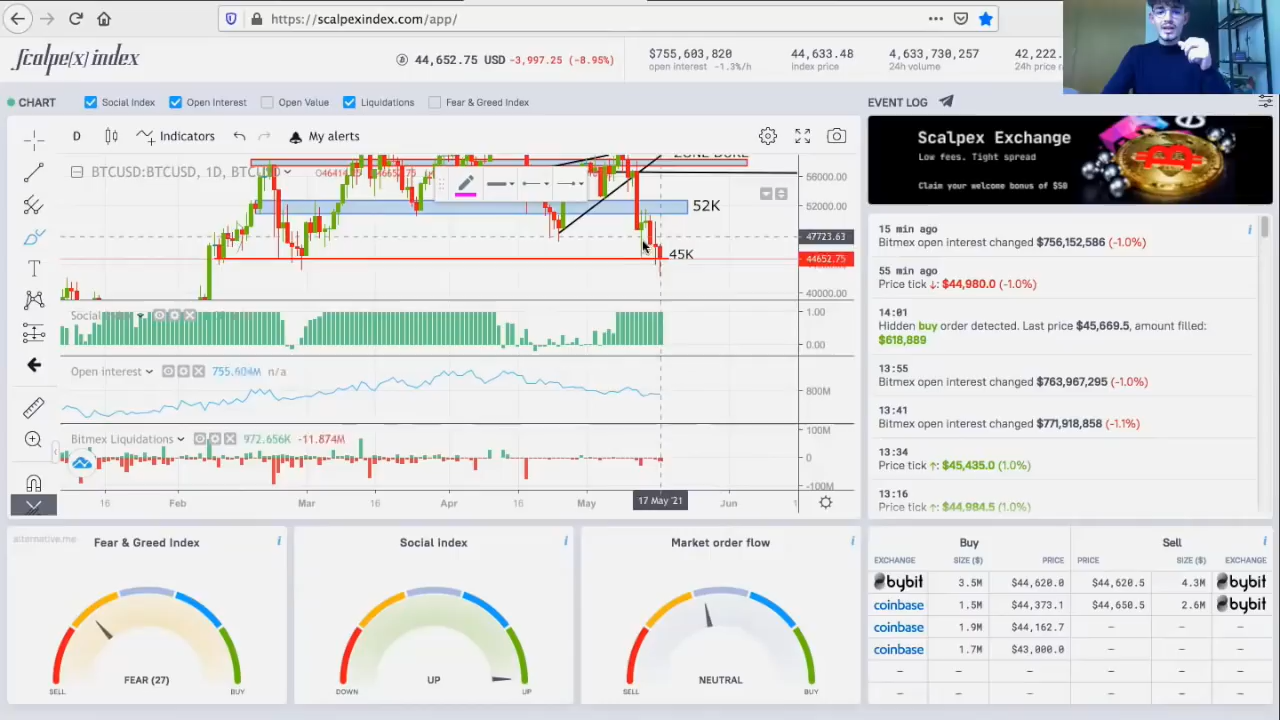 https://scalpexindex.com/app/
Scalpe(x) index
44,652.75 USD -3,997.25 (-8.95%)
$755,603,820
open interest -1.3%/h
44,633.48
index price
4,633,730,257
24h volume
42,222.
24h price
CHART
Social Index
Open Interest
Open Value
Liquidations
Fear & Greed Index
EVENT LOG
D
Indicators
My alerts
BTCUSD:BTCUSD, 1D,
52K
45K
56000.00
52000.00
47723.63
44652.75
40000.00
Social
1.00
0.00
Open interest
755.604M n/a
800M
Bitmex Liquidations
972.656K -11.874M
100M
0
-100M
16
Feb
Mar
16
Apr
May
17 May '21
Jun
Scalpex Exchange
Low fees. Tight spread
Claim your welcome bonus of $50
15 min ago
Bitmex open interest changed $756,152,586 (-1.0%)
55 min ago
Price tick ↓: $44,980.0 (-1.0%)
14:01
Hidden buy order detected. Last price $45,669.5, amount filled:
$618,889
13:55
Bitmex open interest changed $763,967,295 (-1.0%)
13:41
Bitmex open interest changed $771,918,858 (-1.1%)
13:34
Price tick ↑: $45,435.0 (1.0%)
13:16
Price tick ↑: $44,984.5 (1.0%)
alternative.me
Fear & Greed Index
SELL
FEAR (27)
BUY
Social index
DOWN
UP
UP
Market order flow
SELL
NEUTRAL
BUY
Buy
Sell
EXCHANGE SIZE ($) PRICE PRICE SIZE ($) EXCHANGE
bybit 3.5M $44,620.0 $44,620.5 4.3M bybit
coinbase 1.5M $44,373.1 $44,650.5 2.6M bybit
coinbase 1.9M $44,162.7 – – –
coinbase 1.7M $43,000.0 – – –
– – – – – –
– – – – – –